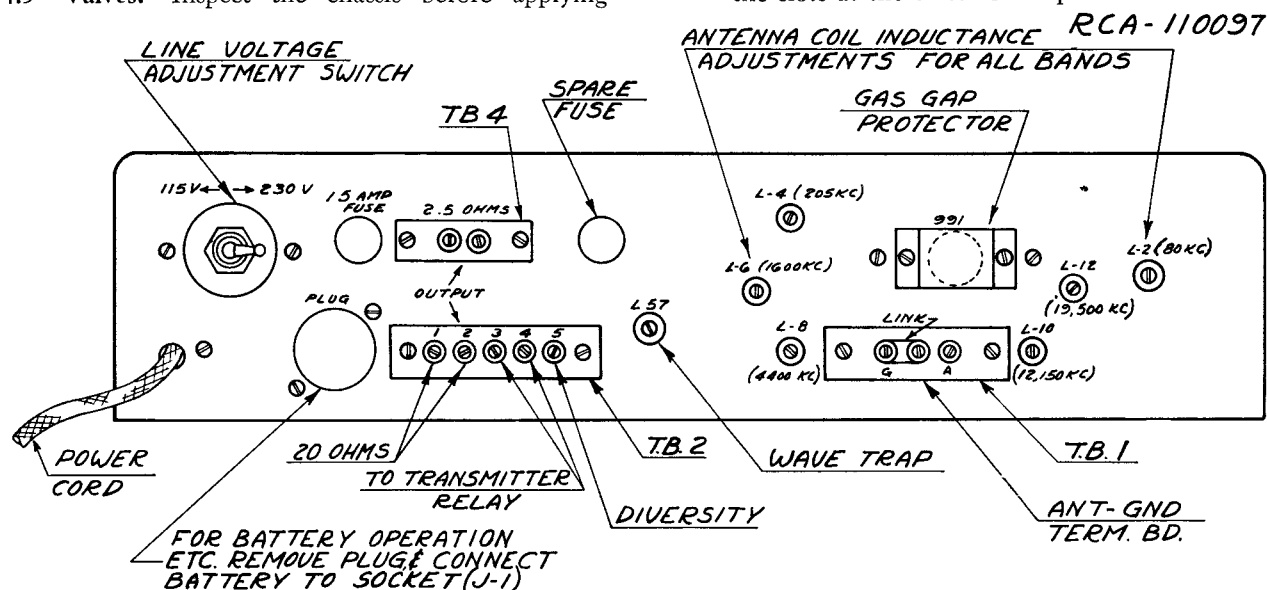 4.9 Valves. Inspect the chassis before applying
RCA-110097
LINE VOLTAGE
ADJUSTMENT SWITCH
TB 4
SPARE
FUSE
ANTENNA COIL INDUCTANCE
ADJUSTMENTS FOR ALL BANDS
GAS GAP
PROTECTOR
115V ←→ 230V
1.5 AMP
FUSE
2.5 OHMS
L-4 (205KC)
991
L-2 (80KC)
L-6 (1600KC)
L-12
(19,500 KC)
PLUG
OUTPUT
L 57
LINK
L-8
(4400 KC)
L-10
(12,150KC)
1 2 3 4 5
G A
POWER
CORD
20 OHMS
TO TRANSMITTER
RELAY
T.B. 2
WAVE TRAP
T.B. 1
DIVERSITY
ANT-GND
TERM. BD.
FOR BATTERY OPERATION
ETC. REMOVE PLUG & CONNECT
BATTERY TO SOCKET (J-1)